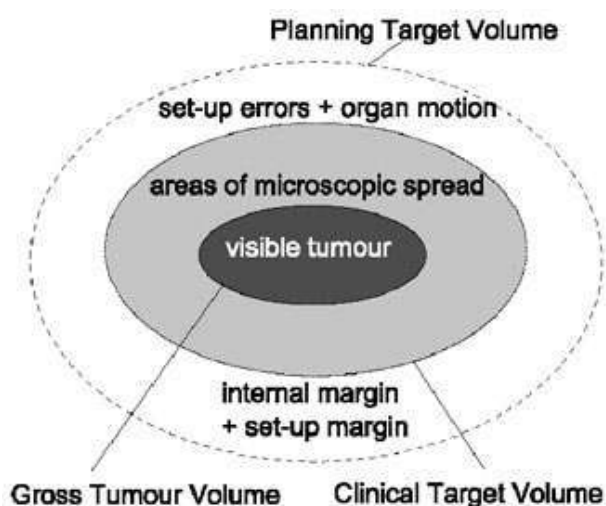 Planning Target Volume
set-up errors + organ motion
areas of microscopic spread
visible tumour
internal margin
+ set-up margin
Gross Tumour Volume
Clinical Target Volume